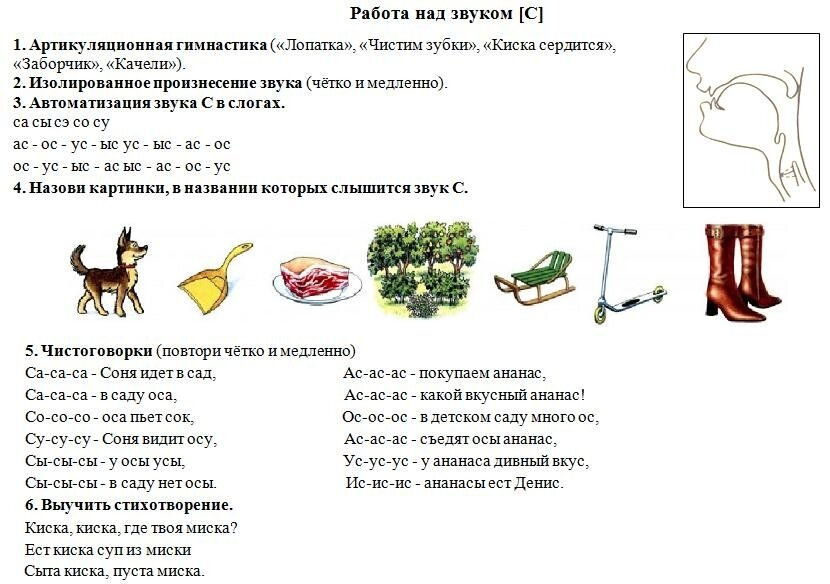 Работа над звуком [С]
1. Артикуляционная гимнастика («Лопатка», «Чистим зубки», «Киска сердится»,
«Заборчик», «Качели»).
2. Изолированное произнесение звука (чётко и медленно).
3. Автоматизация звука С в слогах.
са сы сэ со су
ас - ос - ус - ыс ус - ыс - ас - ос
ос - ус - ыс - ас ыс - ас - ос - ус
4. Назови картинки, в названии которых слышится звук С.
5. Чистоговорки (повтори чётко и медленно)
Са-са-са - Соня идет в сад,
Са-са-са - в саду оса,
Со-со-со - оса пьет сок,
Су-су-су - Соня видит осу,
Сы-сы-сы - у осы усы,
Сы-сы-сы - в саду нет осы.
Ас-ас-ас - покупаем ананас,
Ас-ас-ас - какой вкусный ананас!
Ос-ос-ос - в детском саду много ос,
Ас-ас-ас - съедят осы ананас,
Ус-ус-ус - у ананаса дивный вкус,
Ис-ис-ис - ананасы ест Денис.
6. Выучить стихотворение.
Киска, киска, где твоя миска?
Ест киска суп из миски
Сыта киска, пуста миска.